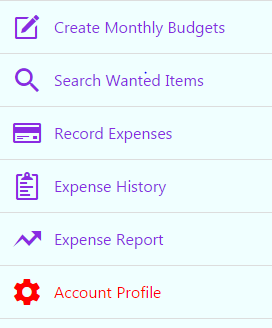 Create Monthly Budgets
Search Wanted Items
Record Expenses
Expense History
Expense Report
Account Profile